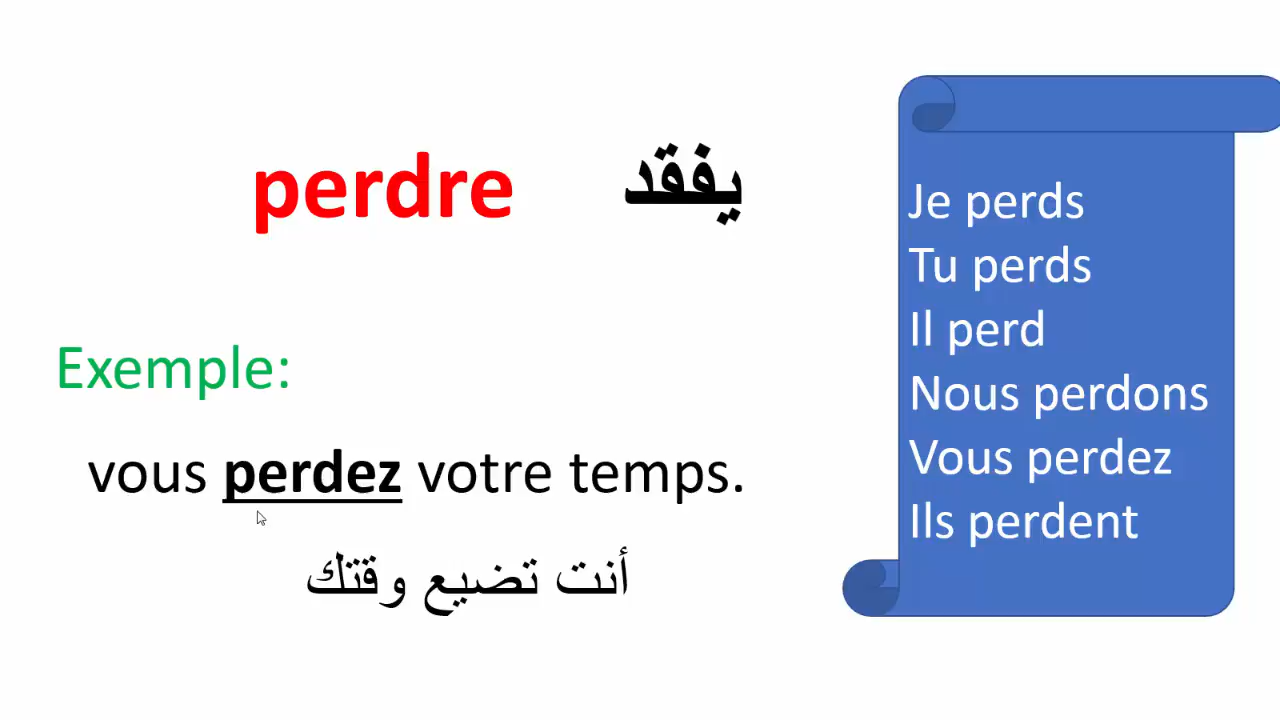 perdre يفقد
Exemple:
vous perdez votre temps.
أنت تضيع وقتك
Je perds
Tu perds
Il perd
Nous perdons
Vous perdez
Ils perdent